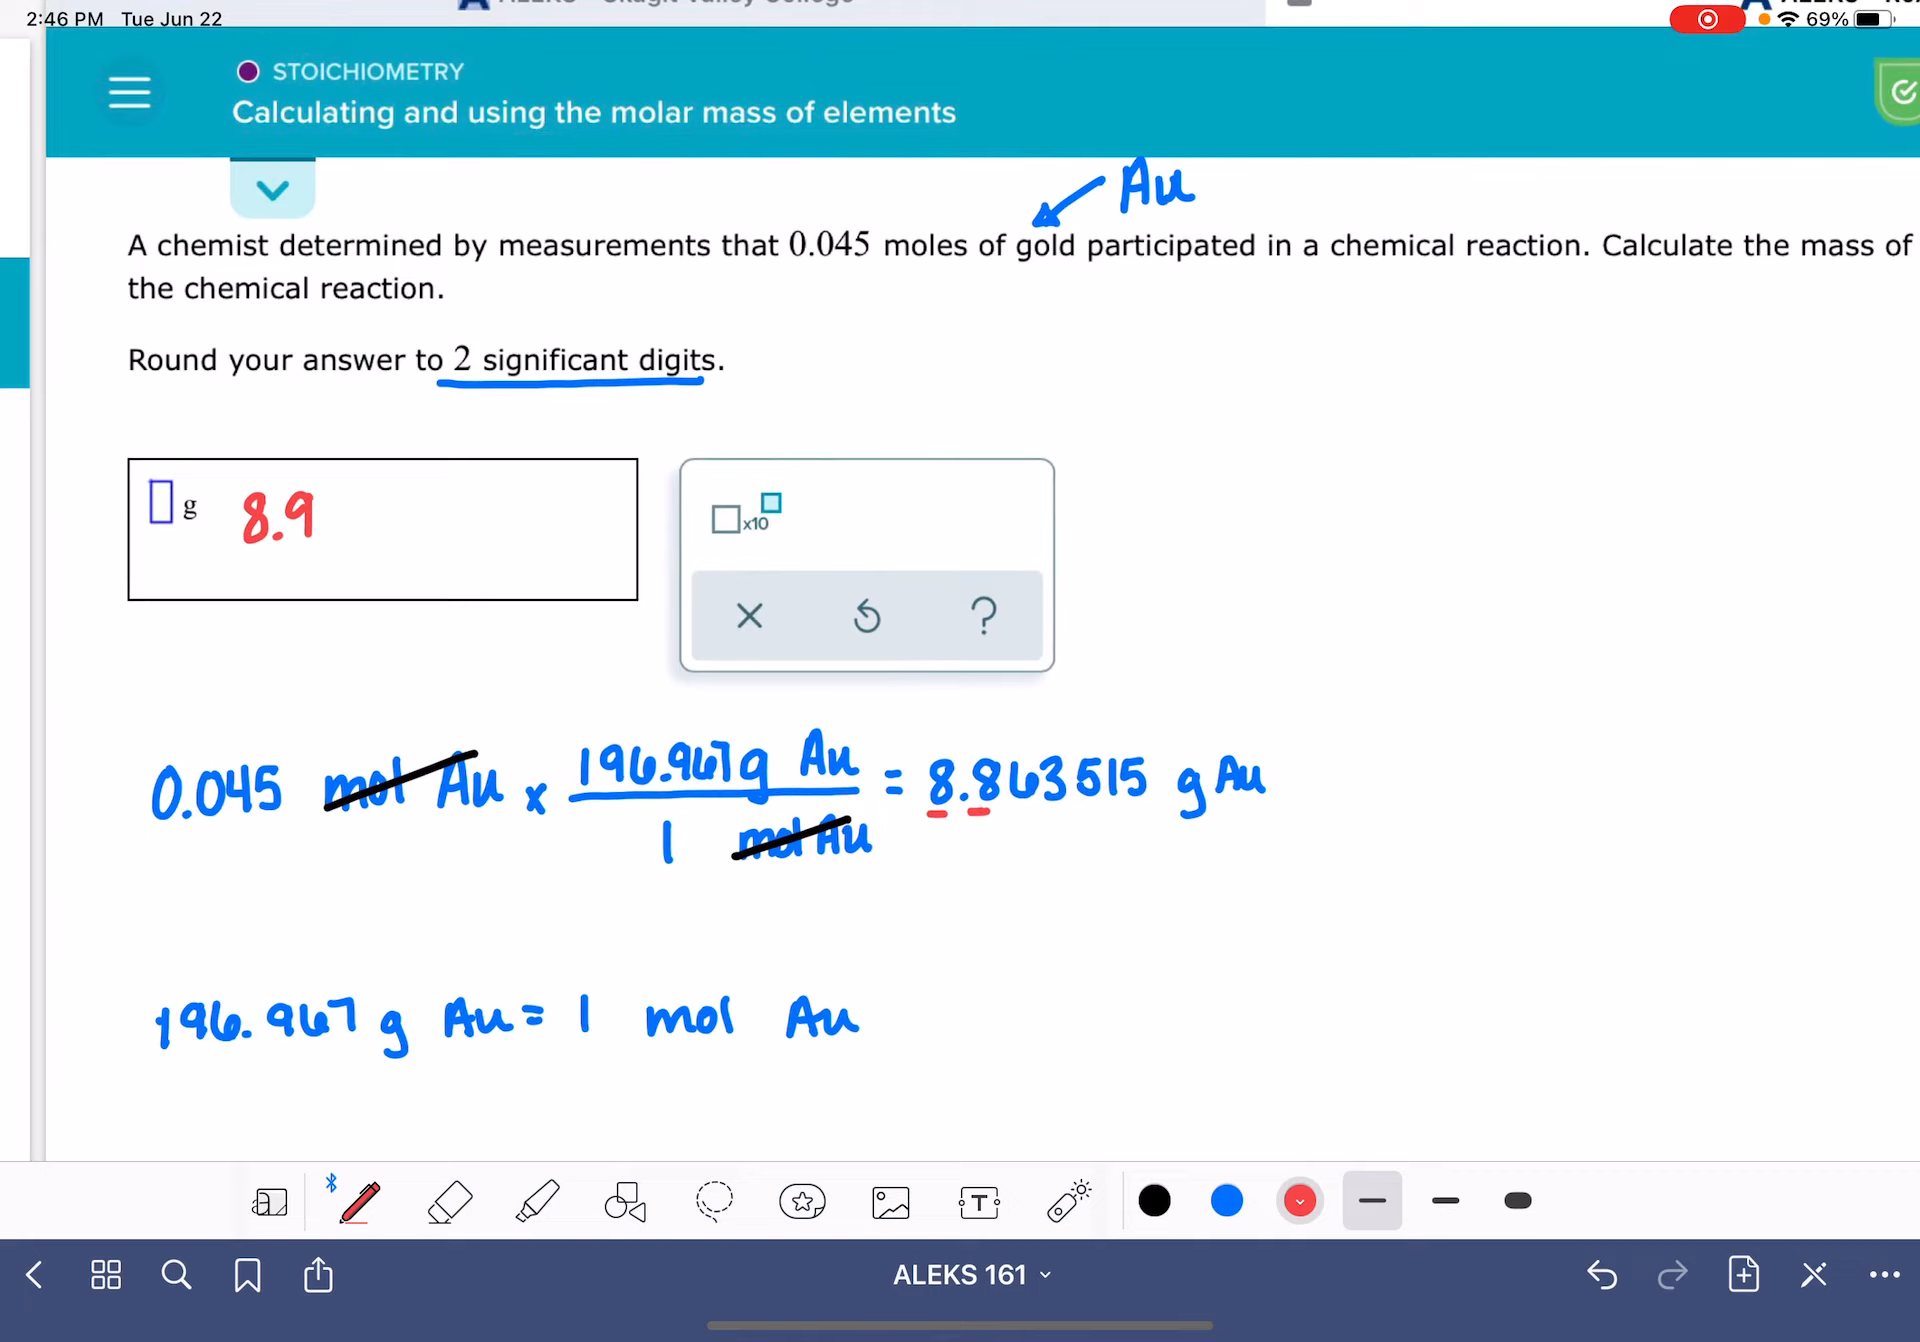 2:46 PM Tue Jun 22
69%
STOICHIOMETRY
Calculating and using the molar mass of elements
Au
A chemist determined by measurements that 0.045 moles of gold participated in a chemical reaction. Calculate the mass of
the chemical reaction.
Round your answer to 2 significant digits.
g 8.9
x10
?
0.045 mol Au x 196.967 g Au = 8.863515 g Au
1 mol Au
196.967 g Au = 1 mol Au
a
T
ALEKS 161